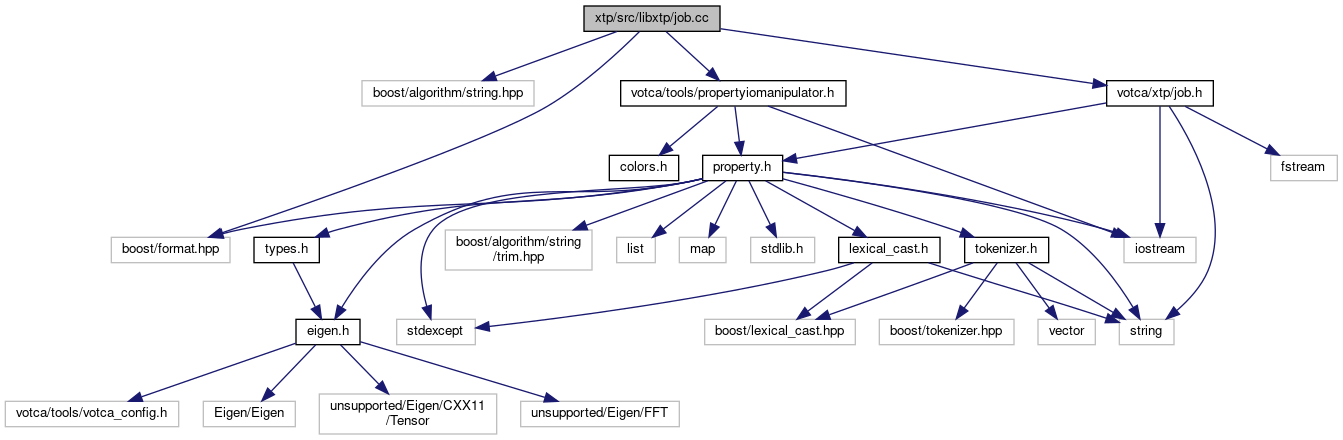 xtp/src/libxtp/job.cc
boost/algorithm/string.hpp
votca/tools/propertyiomanipulator.h
votca/xtp/job.h
colors.h
property.h
fstream
boost/format.hpp
types.h
boost/algorithm/string
/trim.hpp
list
map
stdlib.h
lexical_cast.h
tokenizer.h
iostream
eigen.h
stdexcept
boost/lexical_cast.hpp
boost/tokenizer.hpp
vector
string
votca/tools/votca_config.h
Eigen/Eigen
unsupported/Eigen/CXX11
/Tensor
unsupported/Eigen/FFT